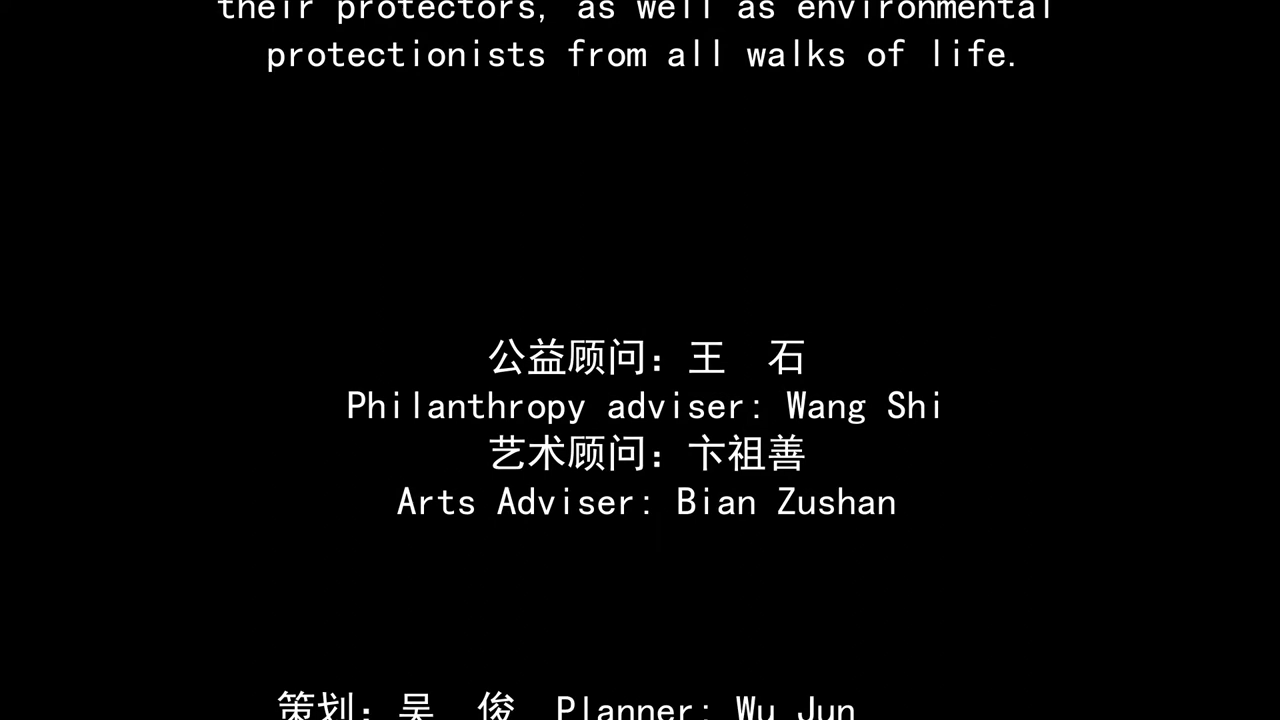 their protectors, as well as environmental
protectionists from all walks of life.
公益顾问：王　石
Philanthropy adviser: Wang Shi
艺术顾问：卞祖善
Arts Adviser: Bian Zushan
策划：吴　俊　Planner: Wu Jun